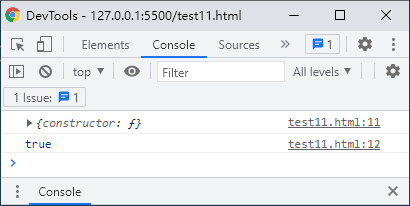 DevTools - 127.0.0.1:5500/test11.html
Elements Console Sources » 1
top ▼ Filter All levels ▼
1 Issue: 1
▶ {constructor: ƒ} test11.html:11
true test11.html:12
>
Console